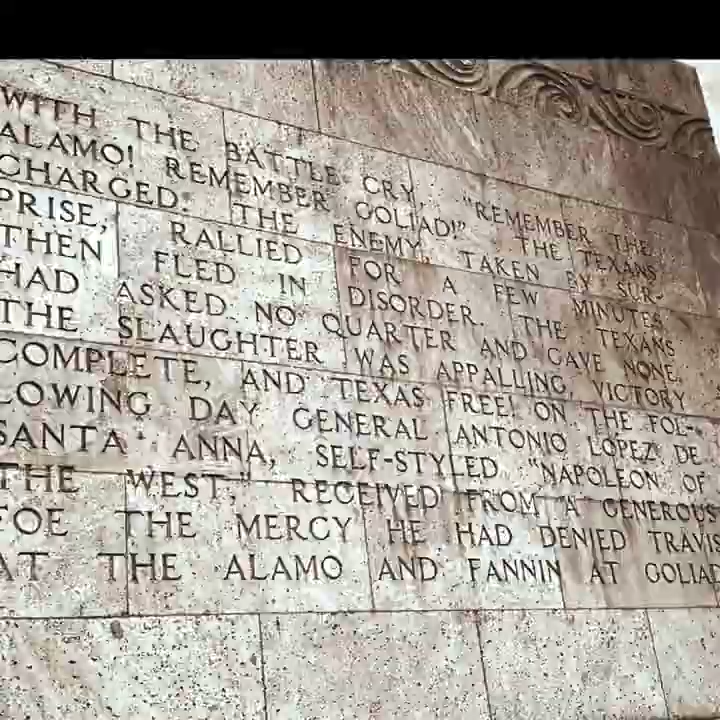 WITH THE BATTLE CRY, "REMEMBER THE
ALAMO! REMEMBER GOLIAD!" THE TEXANS
CHARGED. THE ENEMY, TAKEN BY SUR-
PRISE, RALLIED FOR A FEW MINUTES
THEN FLED IN DISORDER. THE TEXANS
HAD ASKED NO QUARTER AND GAVE NONE.
THE SLAUGHTER WAS APPALLING, VICTORY
COMPLETE, AND TEXAS FREE! ON THE FOL-
LOWING DAY GENERAL ANTONIO LOPEZ DE
SANTA ANNA, SELF-STYLED "NAPOLEON OF
THE WEST," RECEIVED FROM A GENEROUS
FOE THE MERCY HE HAD DENIED TRAVIS
AT THE ALAMO AND FANNIN AT GOLIAD